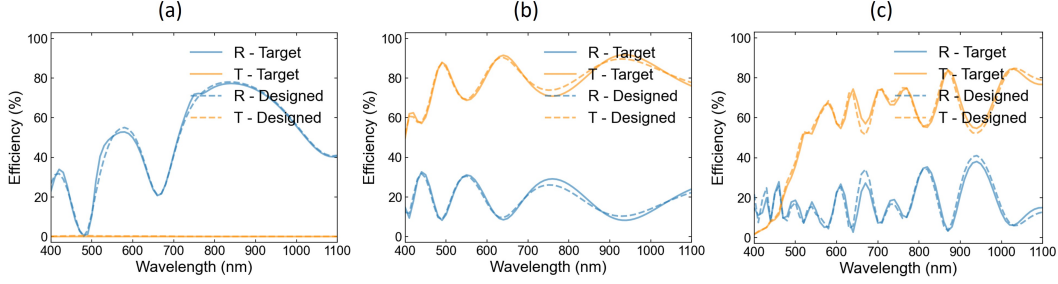 (a)
100
80
60
40
20
0
Efficiency (%)
R - Target
T - Target
R - Designed
T - Designed
400 500 600 700 800 900 1000 1100
Wavelength (nm)
(b)
100
80
60
40
20
0
Efficiency (%)
R - Target
T - Target
R - Designed
T - Designed
400 500 600 700 800 900 1000 1100
Wavelength (nm)
(c)
100
80
60
40
20
0
Efficiency (%)
R - Target
T - Target
R - Designed
T - Designed
400 500 600 700 800 900 1000 1100
Wavelength (nm)